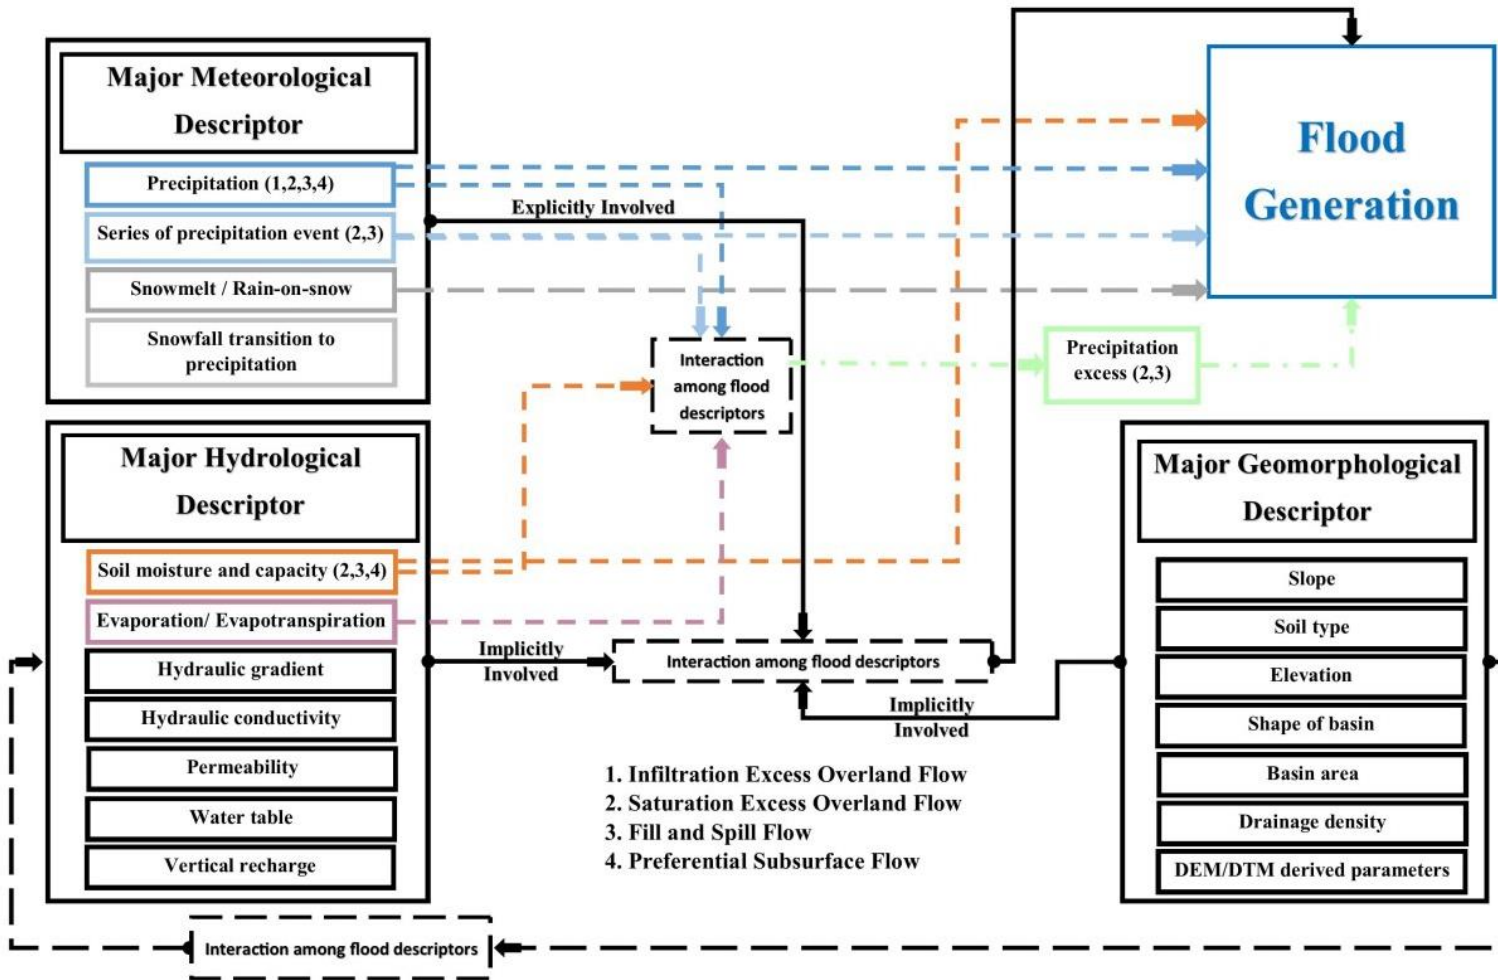 Major Meteorological
Descriptor
Precipitation (1,2,3,4)
Series of precipitation event (2,3)
Snowmelt / Rain-on-snow
Snowfall transition to
precipitation
Explicitly Involved
Flood
Generation
Interaction
among flood
descriptors
Precipitation
excess (2,3)
Major Hydrological
Descriptor
Soil moisture and capacity (2,3,4)
Evaporation/ Evapotranspiration
Hydraulic gradient
Hydraulic conductivity
Permeability
Water table
Vertical recharge
Implicitly
Involved
Interaction among flood descriptors
Implicitly
Involved
Major Geomorphological
Descriptor
Slope
Soil type
Elevation
Shape of basin
Basin area
Drainage density
DEM/DTM derived parameters
1. Infiltration Excess Overland Flow
2. Saturation Excess Overland Flow
3. Fill and Spill Flow
4. Preferential Subsurface Flow
Interaction among flood descriptors